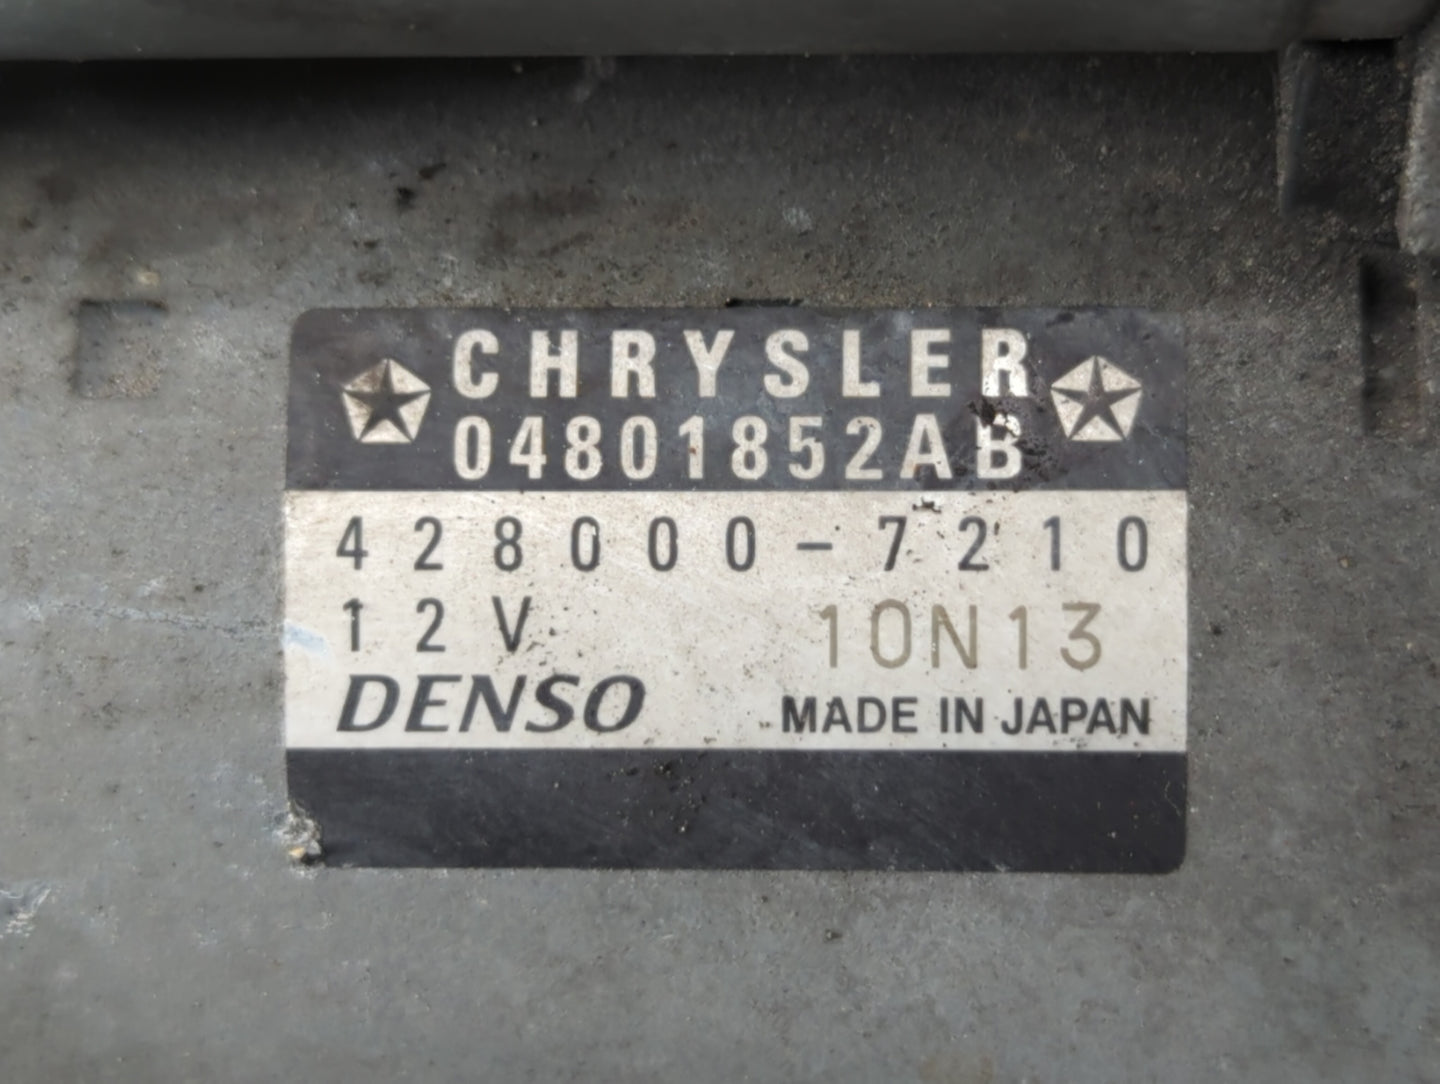 CHRYSLER
04801852AB
428000-7210
12V 10N13
DENSO MADE IN JAPAN